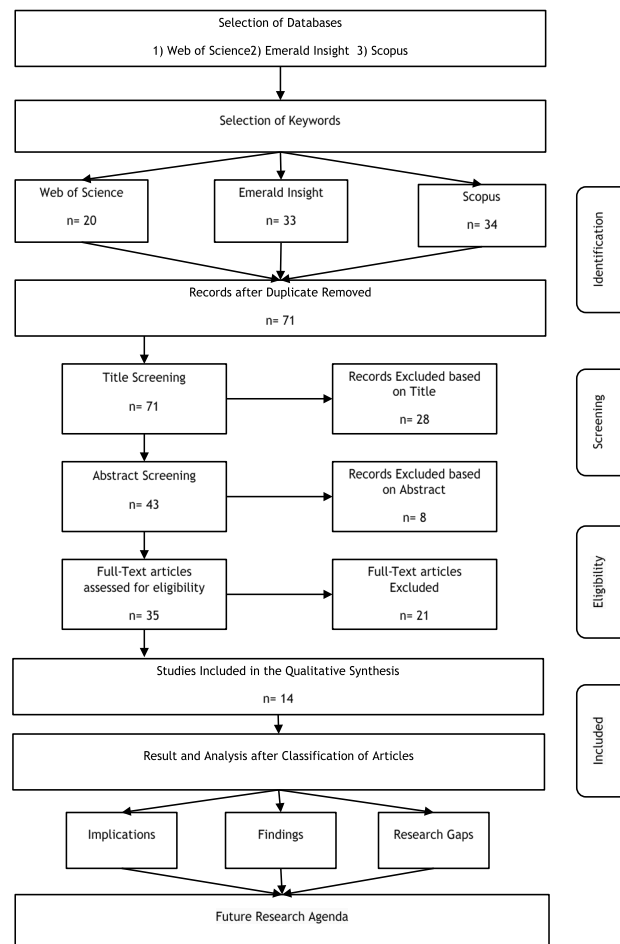 Selection of Databases
1) Web of Science2) Emerald Insight 3) Scopus
Selection of Keywords
Web of Science
n= 20
Emerald Insight
n= 33
Scopus
n= 34
Identification
Records after Duplicate Removed
n= 71
Title Screening
n= 71
Records Excluded based
on Title
n= 28
Screening
Abstract Screening
n= 43
Records Excluded based
on Abstract
n= 8
Full-Text articles
assessed for eligibility
n= 35
Full-Text articles
Excluded
n= 21
Eligibility
Studies Included in the Qualitative Synthesis
n= 14
Included
Result and Analysis after Classification of Articles
Implications
Findings
Research Gaps
Future Research Agenda